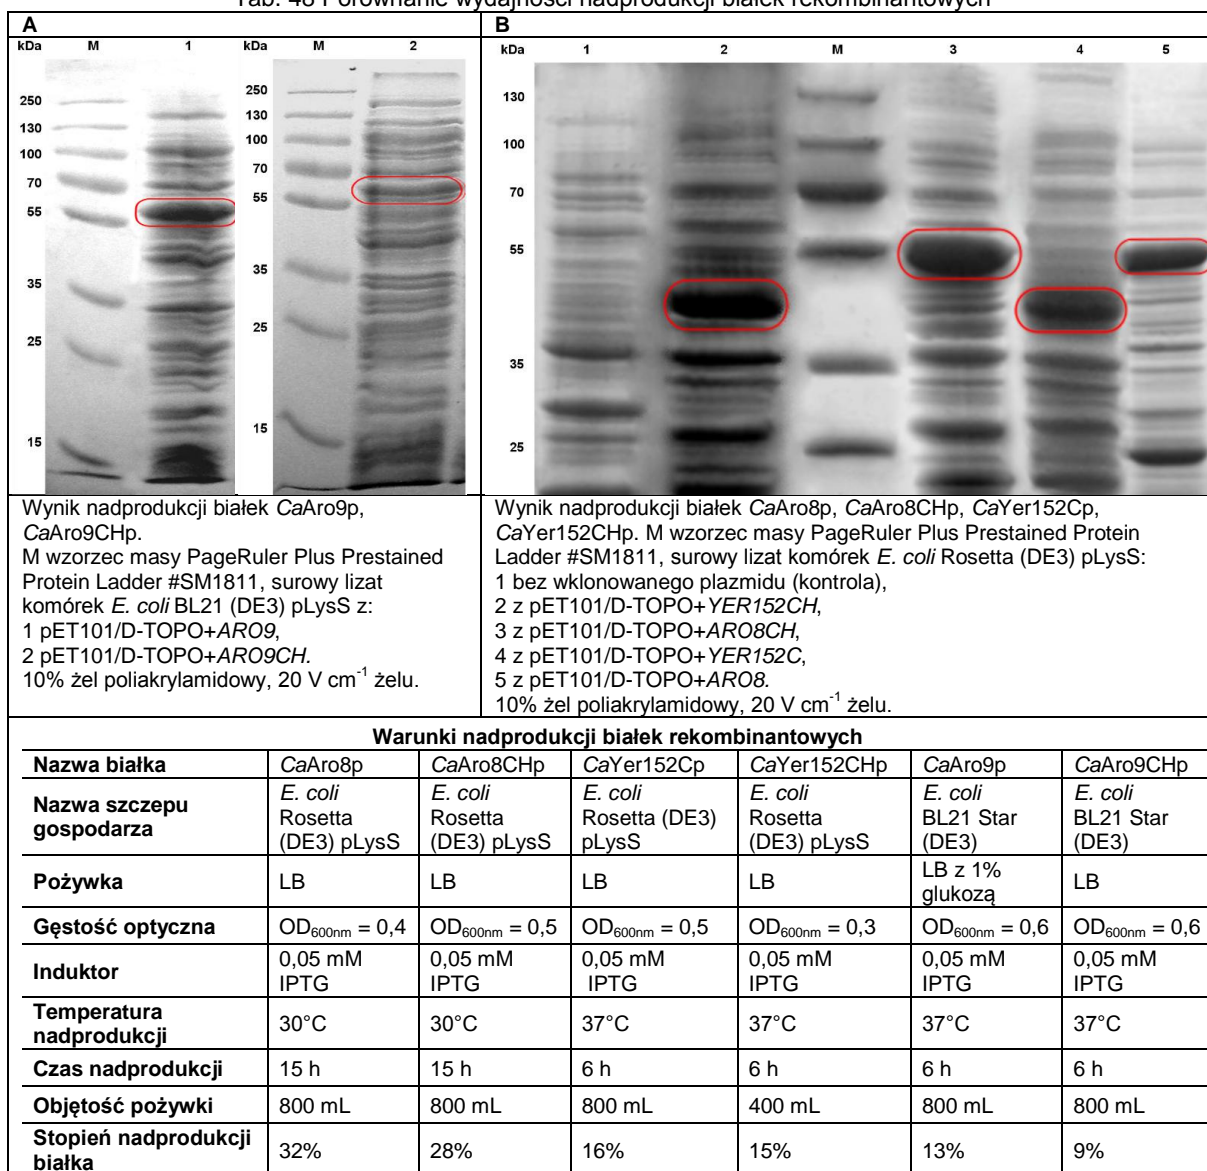 Tab. 48 Porównanie wydajności nadprodukcji białek rekombinantowych
A
B
kDa M 1 kDa M 2
250
130
100
70
55
35
25
15
250
130
100
70
55
35
25
15
kDa 1 2 M 3 4 5
130
100
70
55
35
25
Wynik nadprodukcji białek CaAro9p,
CaAro9CHp.
M wzorzec masy PageRuler Plus Prestained
Protein Ladder #SM1811, surowy lizat
komórek E. coli BL21 (DE3) pLysS z:
1 pET101/D-TOPO+ARO9,
2 pET101/D-TOPO+ARO9CH.
10% żel poliakrylamidowy, 20 V cm-1 żelu.
Wynik nadprodukcji białek CaAro8p, CaAro8CHp, CaYer152Cp,
CaYer152CHp. M wzorzec masy PageRuler Plus Prestained Protein
Ladder #SM1811, surowy lizat komórek E. coli Rosetta (DE3) pLysS:
1 bez wklonowanego plazmidu (kontrola),
2 z pET101/D-TOPO+YER152CH,
3 z pET101/D-TOPO+ARO8CH,
4 z pET101/D-TOPO+YER152C,
5 z pET101/D-TOPO+ARO8.
10% żel poliakrylamidowy, 20 V cm-1 żelu.
Warunki nadprodukcji białek rekombinantowych
Nazwa białka CaAro8p CaAro8CHp CaYer152Cp CaYer152CHp CaAro9p CaAro9CHp
Nazwa szczepu gospodarza E. coli Rosetta (DE3) pLysS E. coli Rosetta (DE3) pLysS E. coli Rosetta (DE3) pLysS E. coli Rosetta (DE3) pLysS E. coli BL21 Star (DE3) E. coli BL21 Star (DE3)
Pożywka LB LB LB LB LB z 1% glukozą LB
Gęstość optyczna OD600nm = 0,4 OD600nm = 0,5 OD600nm = 0,5 OD600nm = 0,3 OD600nm = 0,6 OD600nm = 0,6
Induktor 0,05 mM IPTG 0,05 mM IPTG 0,05 mM IPTG 0,05 mM IPTG 0,05 mM IPTG 0,05 mM IPTG
Temperatura nadprodukcji 30°C 30°C 37°C 37°C 37°C 37°C
Czas nadprodukcji 15 h 15 h 6 h 6 h 6 h 6 h
Objętość pożywki 800 mL 800 mL 800 mL 400 mL 800 mL 800 mL
Stopień nadprodukcji białka 32% 28% 16% 15% 13% 9%